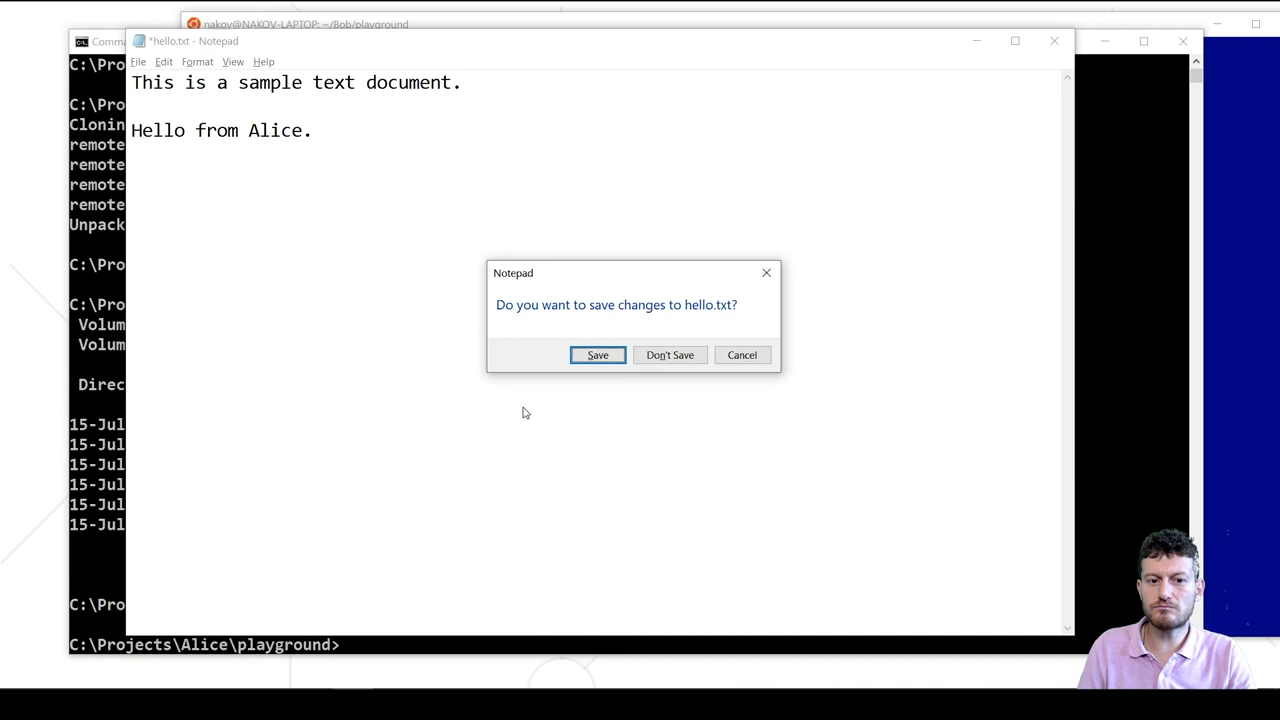 nakov@NAKOV-LAPTOP: ~/Bob/playground
Comma
*hello.txt - Notepad
File Edit Format View Help
This is a sample text document.
Hello from Alice.
Notepad
Do you want to save changes to hello.txt?
Save Don't Save Cancel
C:\Pro
C:\Pro
Clonin
remote
remote
remote
remote
Unpack
C:\Pro
C:\Pro
Volum
Volum
Direc
15-Jul
15-Jul
15-Jul
15-Jul
15-Jul
15-Jul
C:\Pro
C:\Projects\Alice\playground>